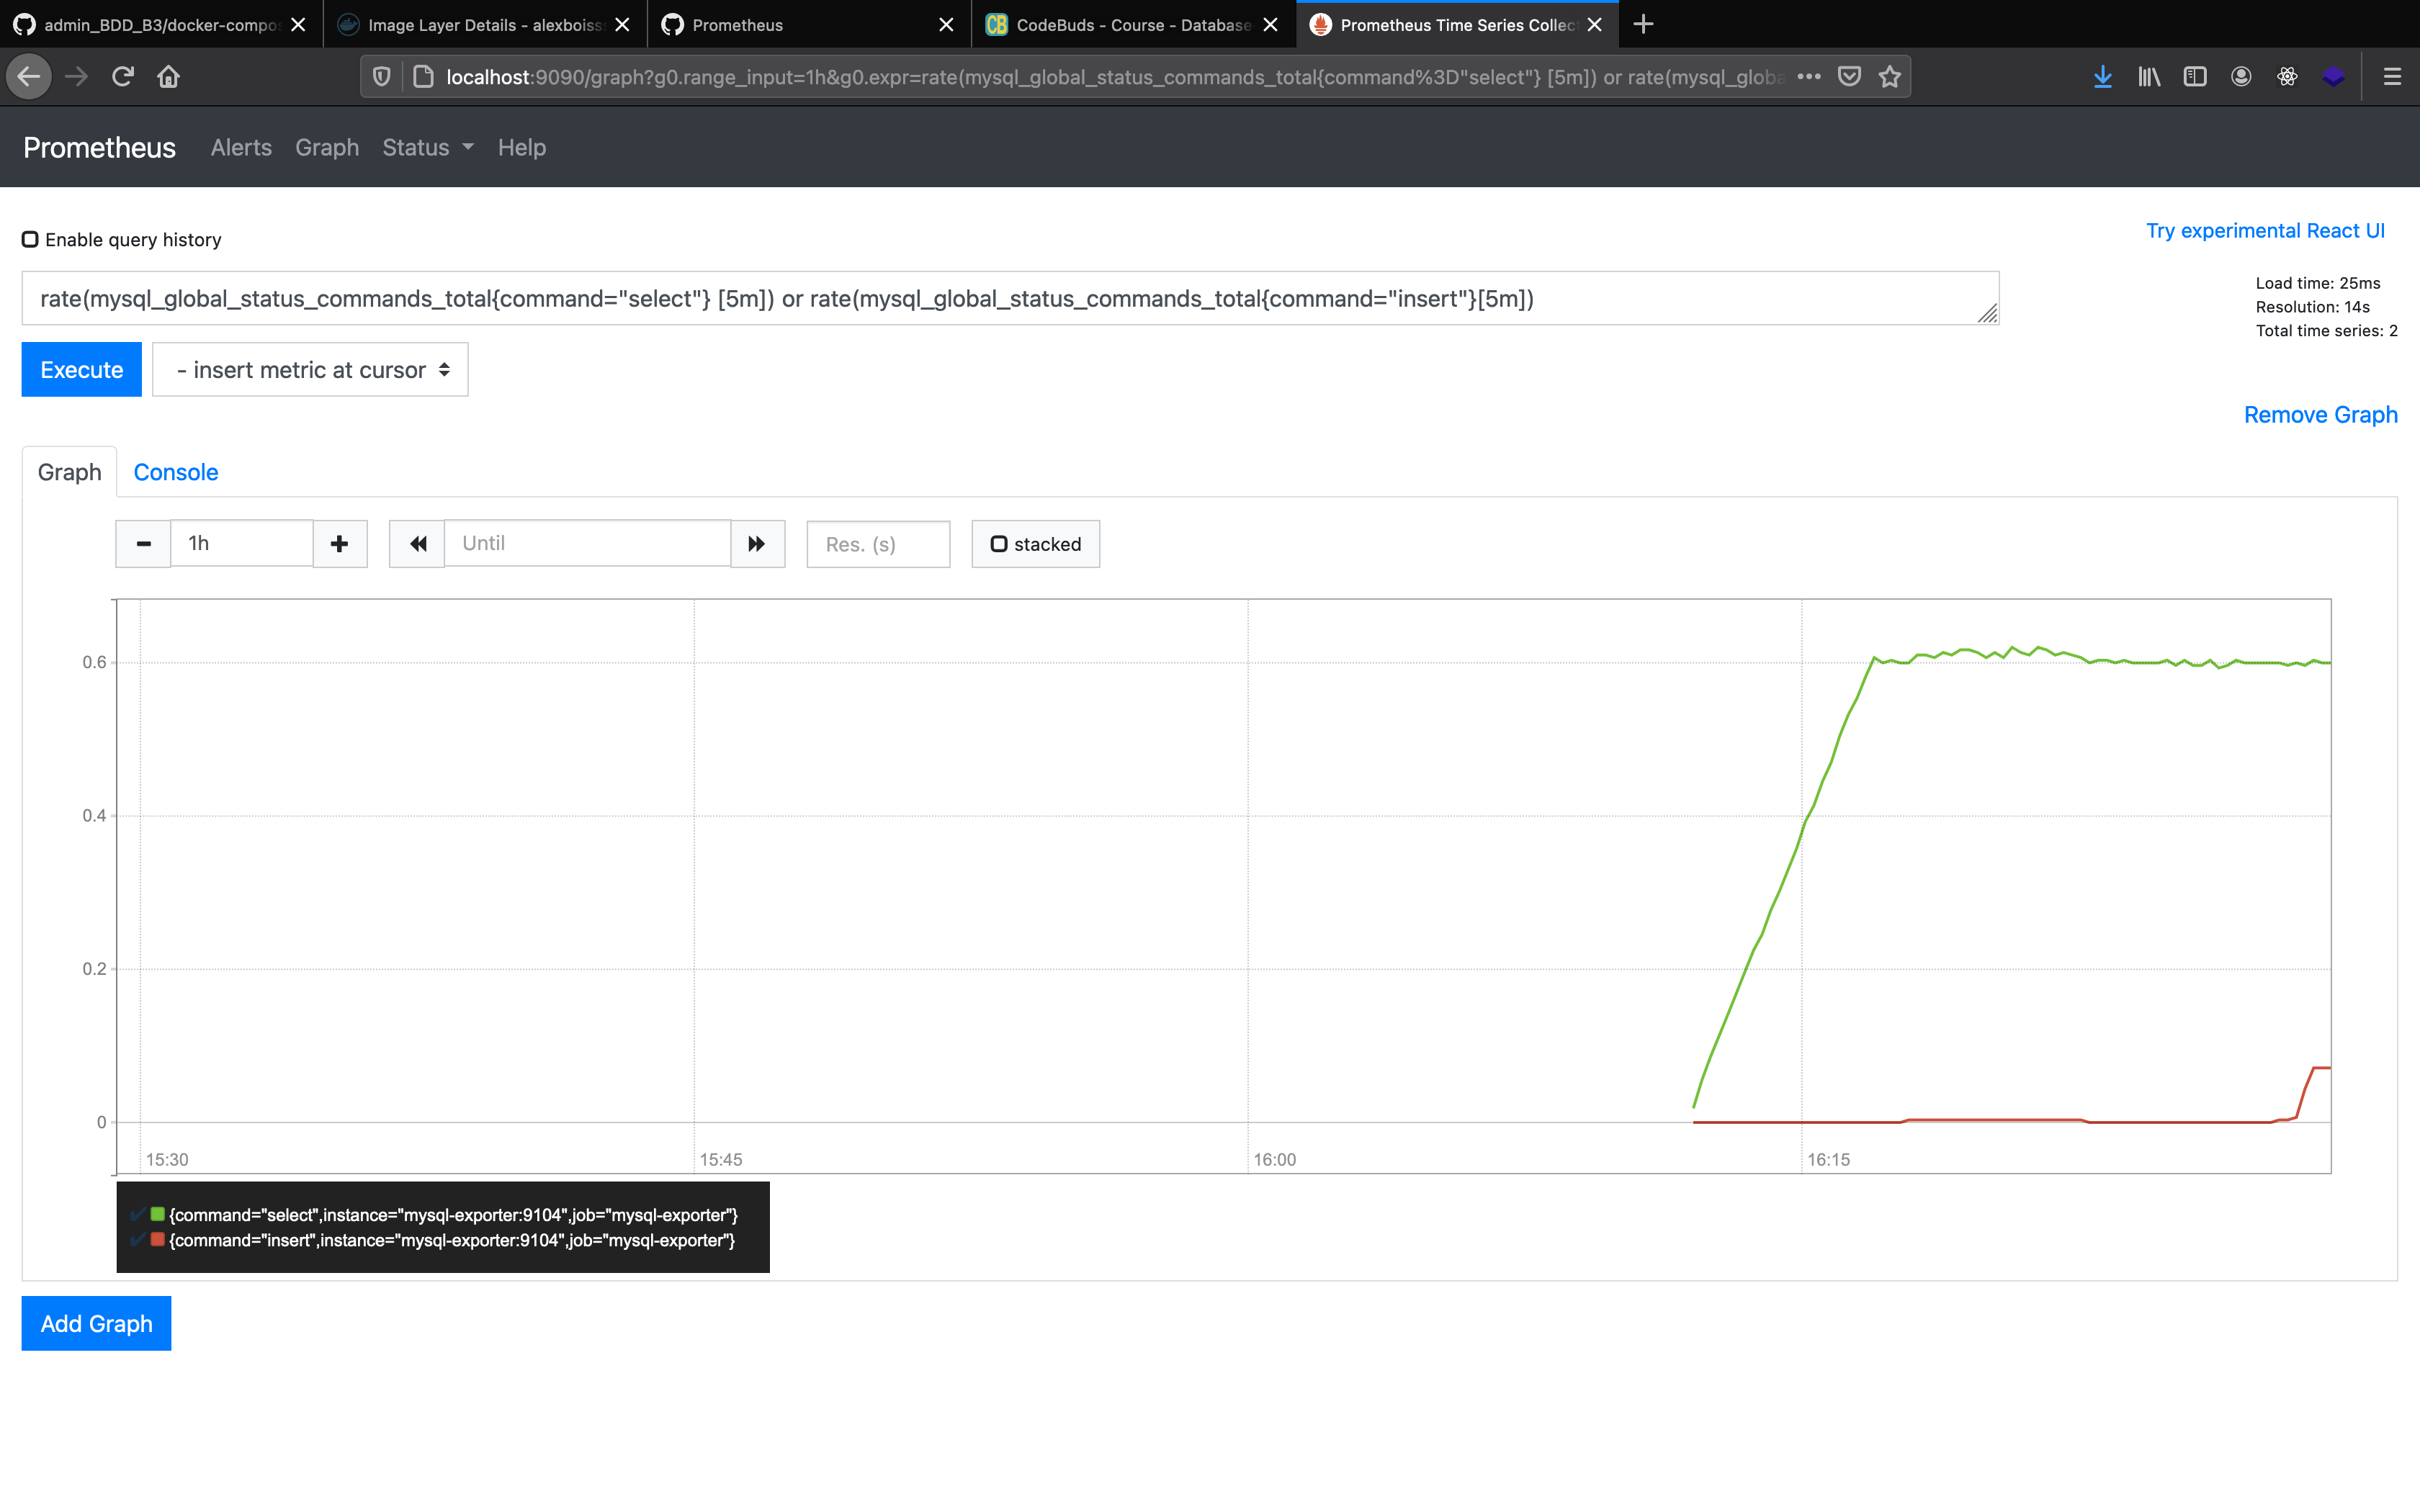 admin_BDD_B3/docker-compos
Image Layer Details - alexboiss
Prometheus
CB
CodeBuds - Course - Database
Prometheus Time Series Collec
localhost:9090/graph?g0.range_input=1h&g0.expr=rate(mysql_global_status_commands_total{command%3D"select"} [5m]) or rate(mysql_globa
Prometheus Alerts Graph Status Help
Enable query history
Try experimental React UI
rate(mysql_global_status_commands_total{command="select"} [5m]) or rate(mysql_global_status_commands_total{command="insert"}[5m])
Load time: 25ms
Resolution: 14s
Total time series: 2
Execute
- insert metric at cursor
Remove Graph
Graph
Console
1h
Until
Res. (s)
stacked
0.6
0.4
0.2
0
15:30
15:45
16:00
16:15
{command="select",instance="mysql-exporter:9104",job="mysql-exporter"}
{command="insert",instance="mysql-exporter:9104",job="mysql-exporter"}
Add Graph